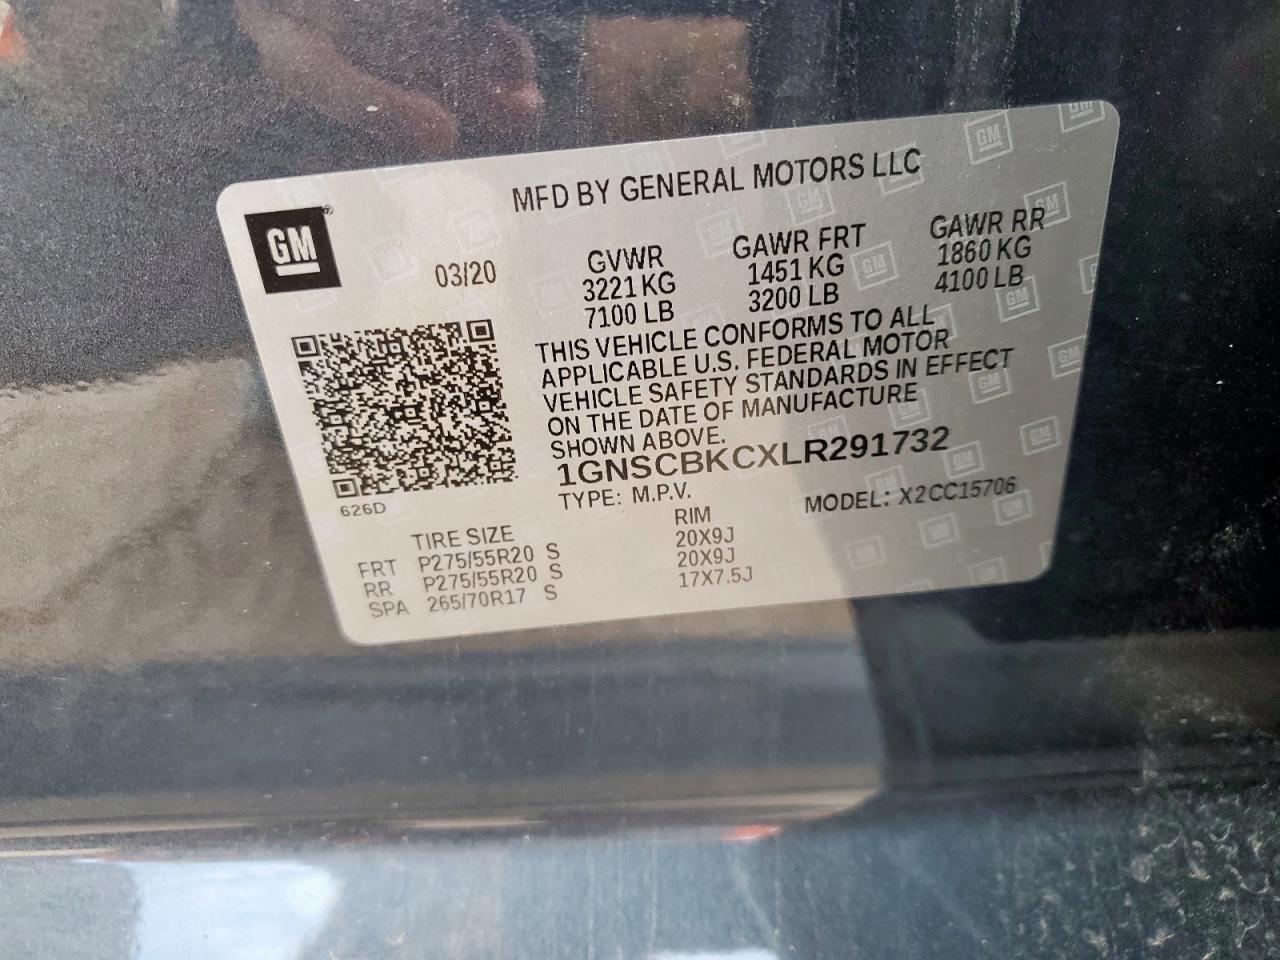 MFD BY GENERAL MOTORS LLC
GM®
03/20
GVWR
3221 KG
7100 LB
GAWR FRT
1451 KG
3200 LB
GAWR RR
1860 KG
4100 LB
THIS VEHICLE CONFORMS TO ALL
APPLICABLE U.S. FEDERAL MOTOR
VEHICLE SAFETY STANDARDS IN EFFECT
ON THE DATE OF MANUFACTURE
SHOWN ABOVE.
1GNSCBKCXLR291732
TYPE: M.P.V. MODEL: X2CC15706
626D
TIRE SIZE RIM
FRT P275/55R20 S 20X9J
RR P275/55R20 S 20X9J
SPA 265/70R17 S 17X7.5J